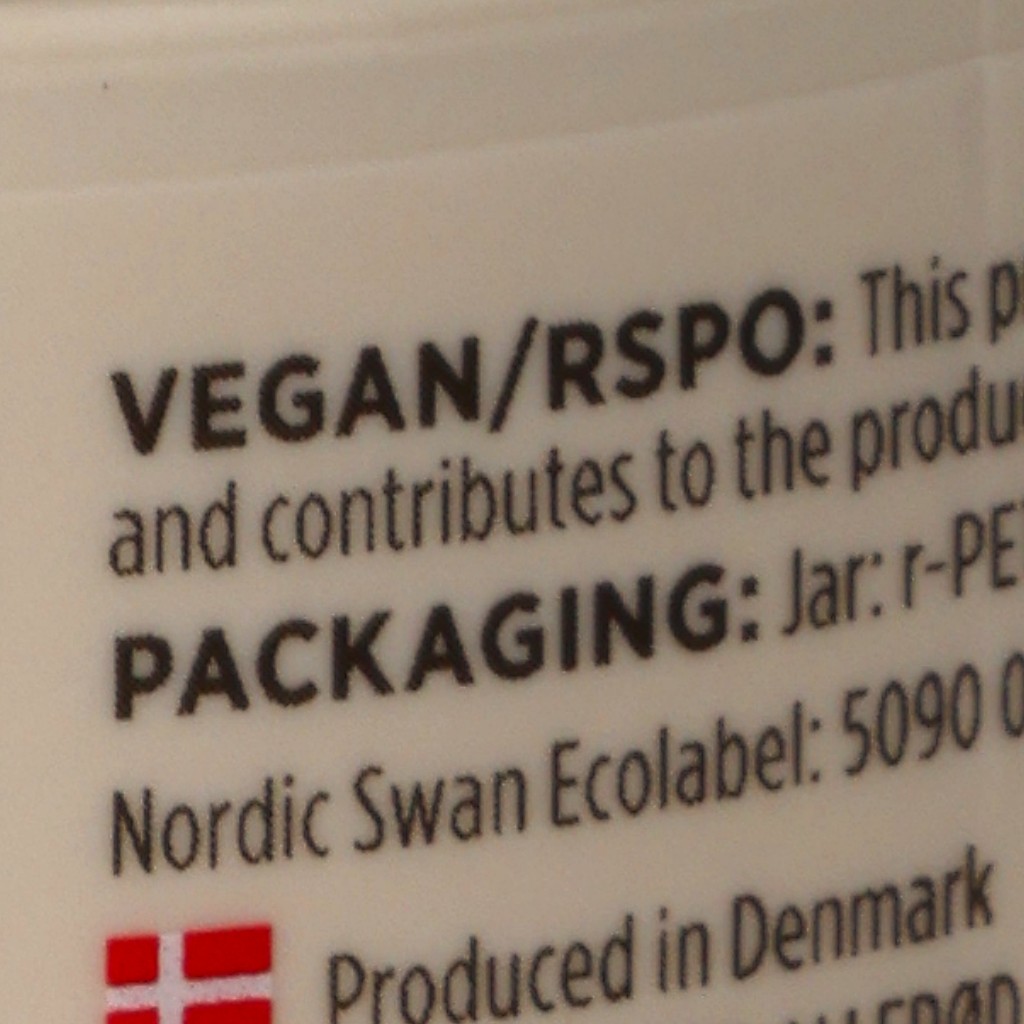 VEGAN/RSPO: This
and contributes to the
PACKAGING: Jar: r-PE
Nordic Swan Ecolabel: 5090
Produced in Denmark